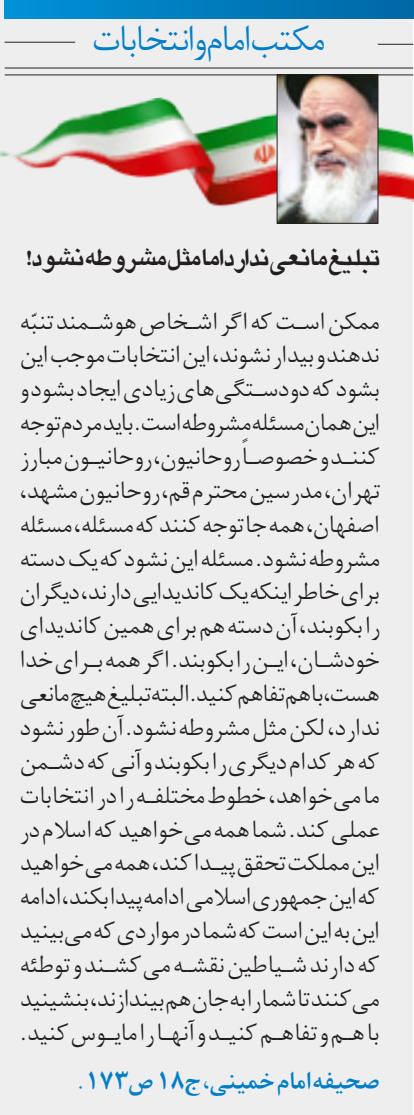 مکتب امام و انتخابات
تبلیغ مانعی ندارد اما مثل مشروطه نشود!
ممکن است که اگر اشخاص هوشمند تنبّه
ندهند و بیدار نشوند، این انتخابات موجب این
بشود که دودستگی‌های زیادی ایجاد بشود و
این همان مسئله مشروطه است. باید مردم توجه
کنند و خصوصاً روحانیون، روحانیون مبارز
تهران، مدرسین محترم قم، روحانیون مشهد،
اصفهان، همه جا توجه کنند که مسئله، مسئله
مشروطه نشود. مسئله این نشود که یک دسته
برای خاطر اینکه یک کاندیدایی دارند، دیگران
را بکوبند، آن دسته هم برای همین کاندیدای
خودشان، این را بکوبند. اگر همه برای خدا
هست، باهم تفاهم کنید. البته تبلیغ هیچ مانعی
ندارد، لکن مثل مشروطه نشود. آن طور نشود
که هر کدام دیگری را بکوبند و آنی که دشمن
ما می‌خواهد، خطوط مختلفه را در انتخابات
عملی کند. شما همه می‌خواهید که اسلام در
این مملکت تحقق پیدا کند، همه می‌خواهید
که این جمهوری اسلامی ادامه پیدا بکند، ادامه
این به این است که شما در مواردی که می‌بینید
که دارند شیاطین نقشه می‌کشند و توطئه
می‌کنند تا شما را به جان هم بیندازند، بنشینید
با هم و تفاهم کنید و آنها را مایوس کنید.
صحیفه امام خمینی، ج۱۸ ص۱۷۳.